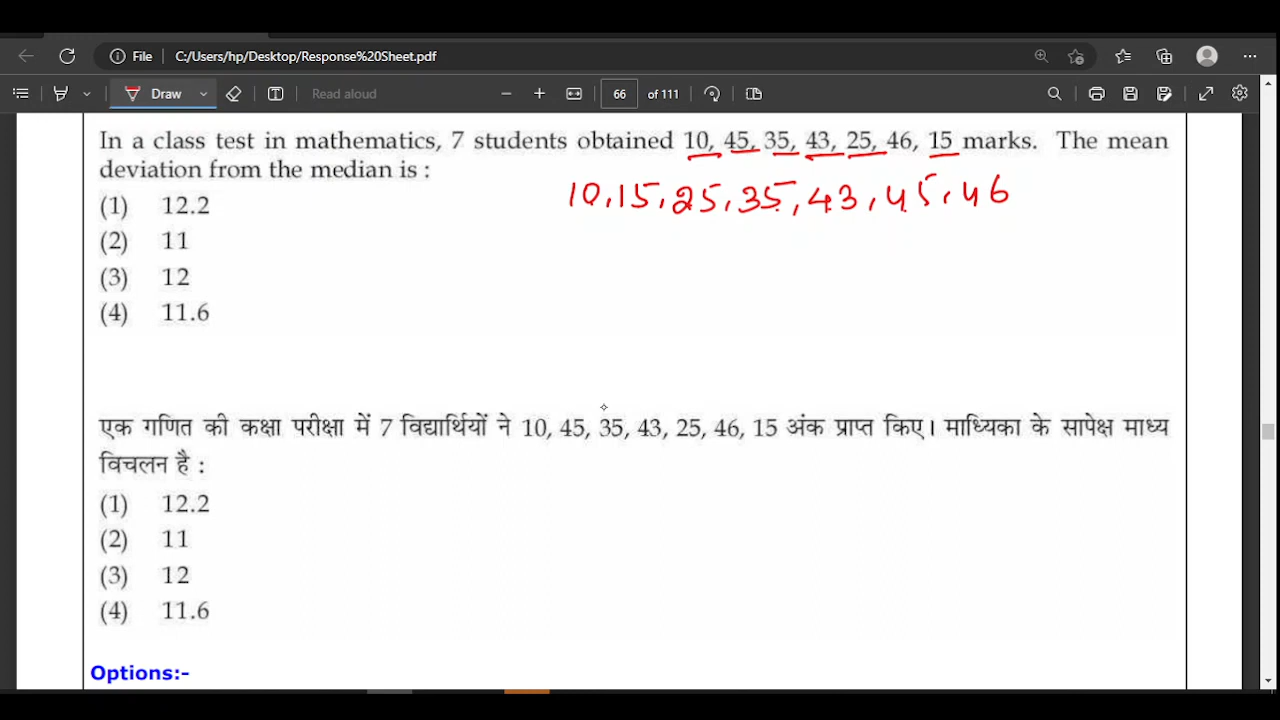 File C:/Users/hp/Desktop/Response%20Sheet.pdf
Draw Read aloud 66 of 111
In a class test in mathematics, 7 students obtained 10, 45, 35, 43, 25, 46, 15 marks. The mean
deviation from the median is :
10, 15, 25, 35, 43, 45, 46
(1) 12.2
(2) 11
(3) 12
(4) 11.6
एक गणित की कक्षा परीक्षा में 7 विद्यार्थियों ने 10, 45, 35, 43, 25, 46, 15 अंक प्राप्त किए। माध्यिका के सापेक्ष माध्य
विचलन है :
(1) 12.2
(2) 11
(3) 12
(4) 11.6
Options:-